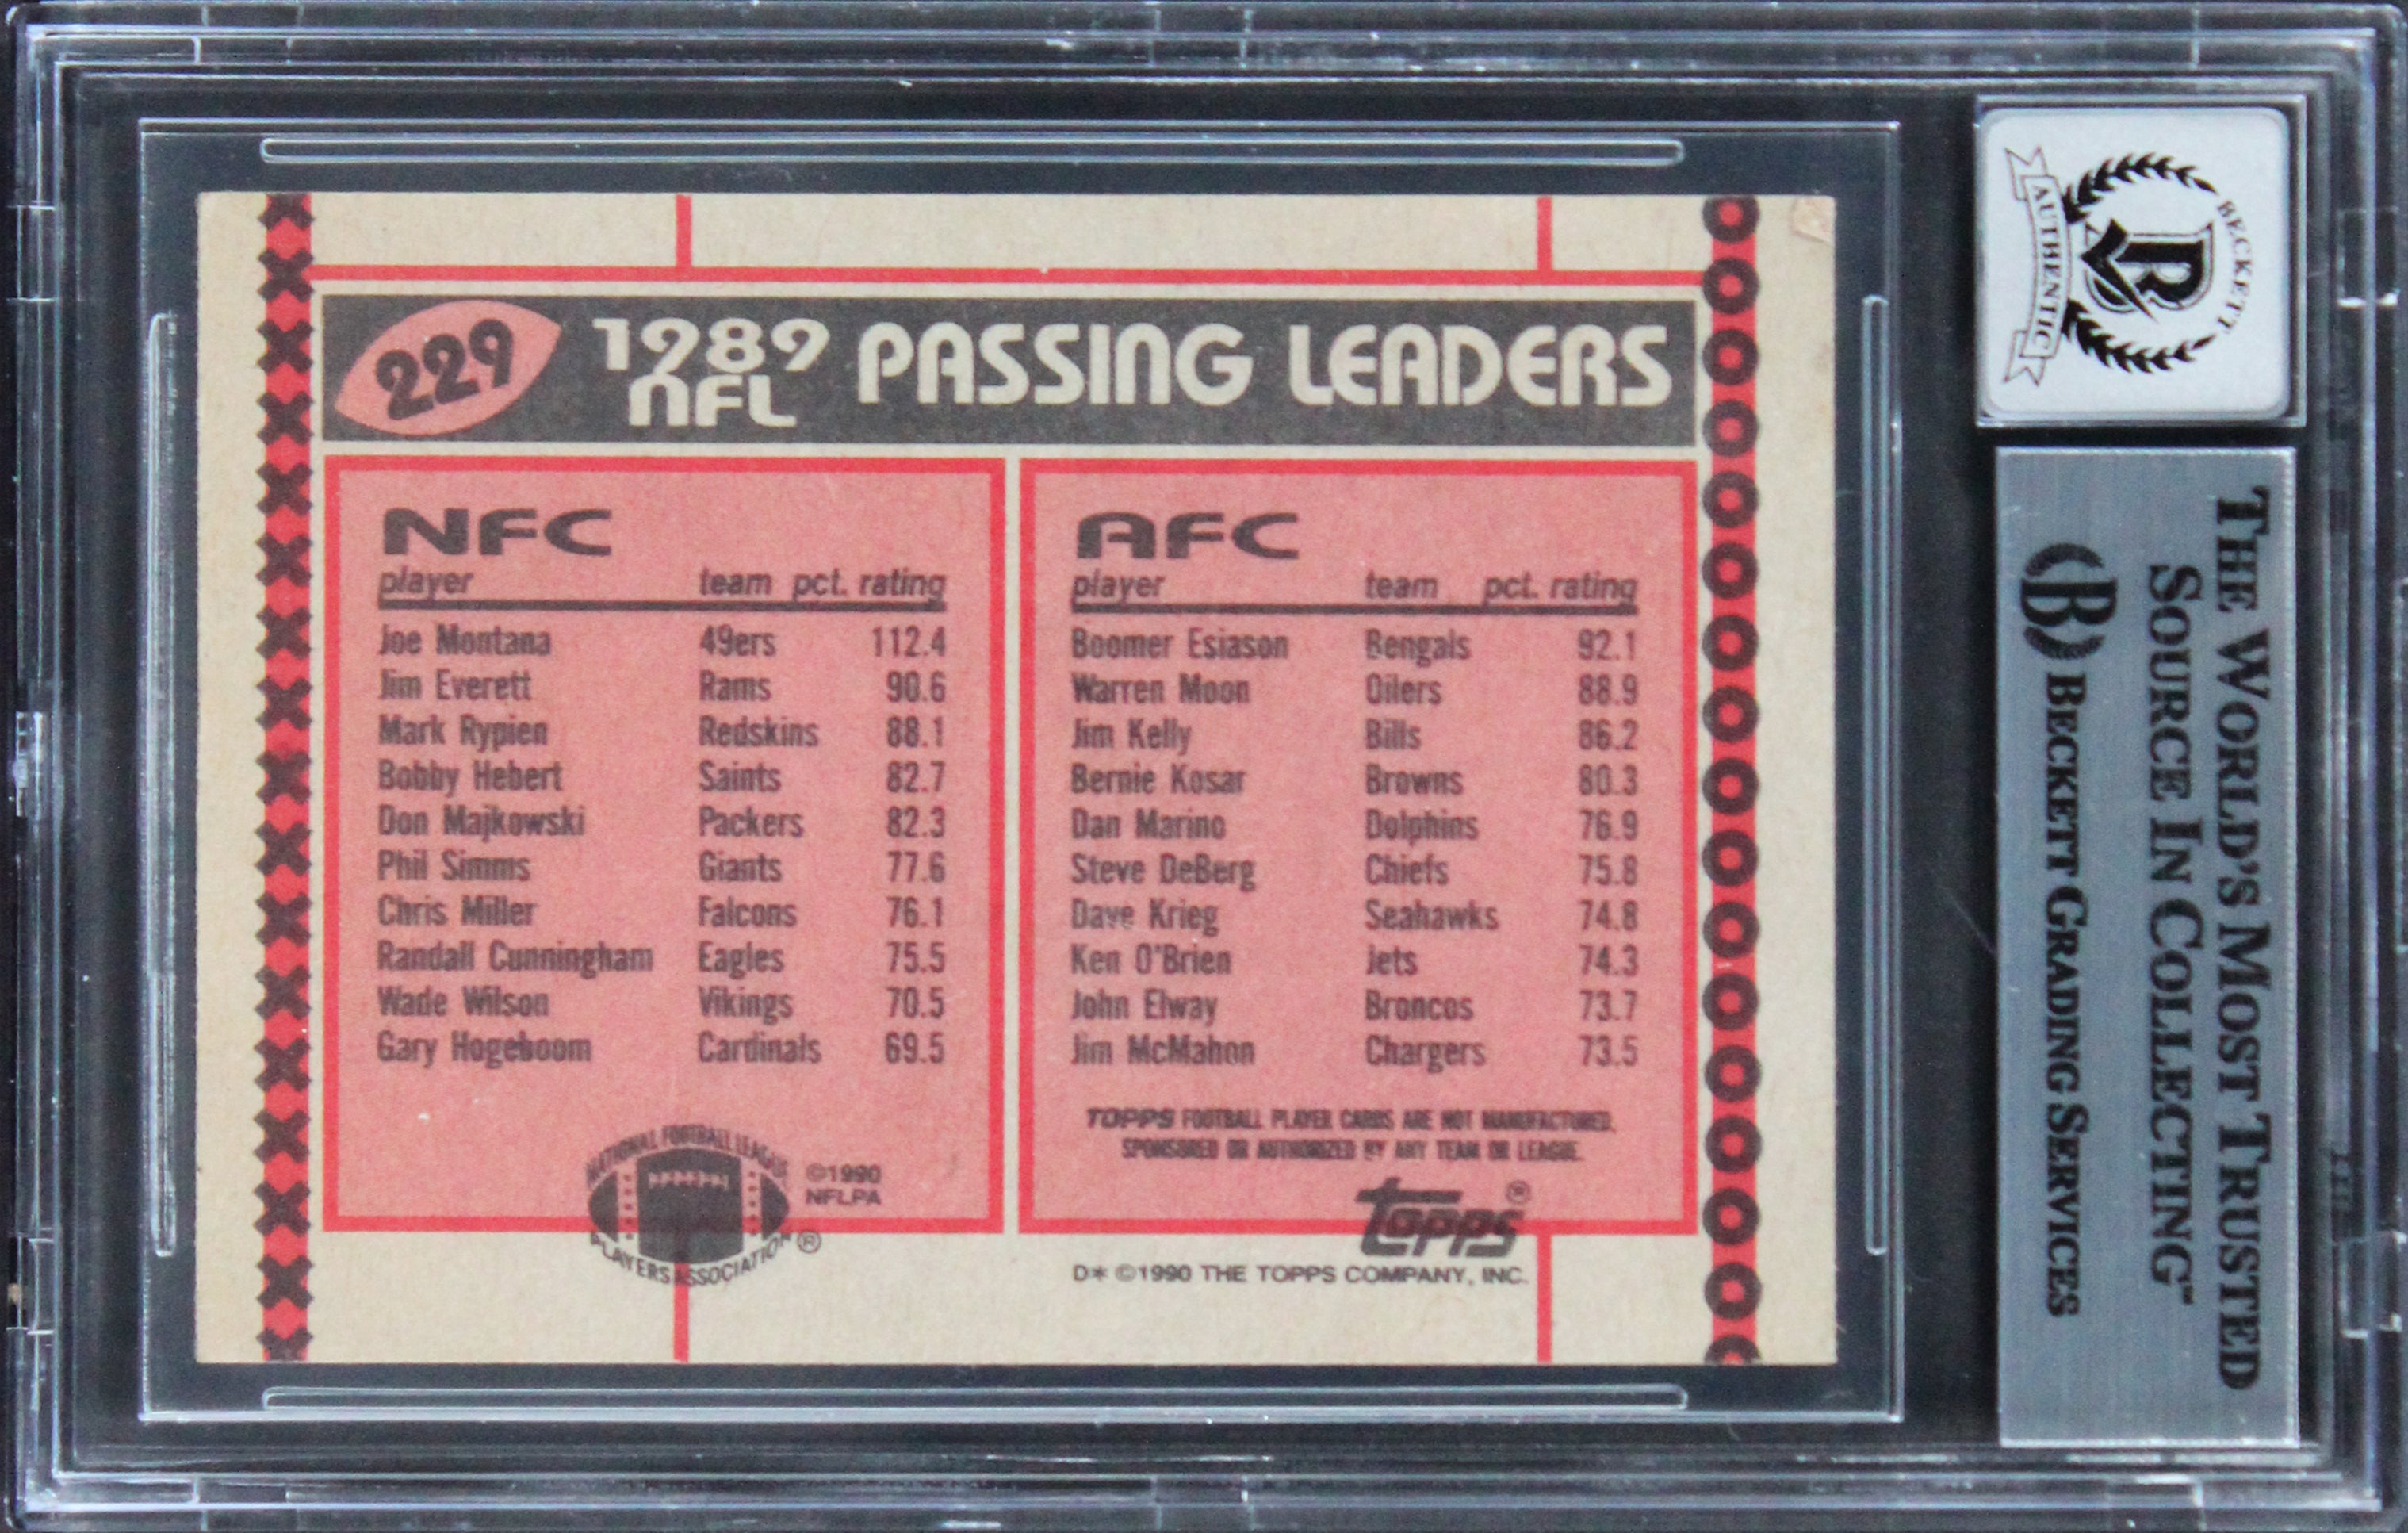 229 1989 NFL PASSING LEADERS
NFC
player team pct. rating
Joe Montana 49ers 112.4
Jim Everett Rams 90.6
Mark Rypien Redskins 88.1
Bobby Hebert Saints 82.7
Don Majkowski Packers 82.3
Phil Simms Giants 77.6
Chris Miller Falcons 76.1
Randall Cunningham Eagles 75.5
Wade Wilson Vikings 70.5
Gary Hogeboom Cardinals 69.5
NATIONAL FOOTBALL LEAGUE
PLAYERS ASSOCIATION ®
©1990
NFLPA
AFC
player team pct. rating
Boomer Esiason Bengals 92.1
Warren Moon Oilers 88.9
Jim Kelly Bills 86.2
Bernie Kosar Browns 80.3
Dan Marino Dolphins 76.9
Steve DeBerg Chiefs 75.8
Dave Krieg Seahawks 74.8
Ken O'Brien Jets 74.3
John Elway Broncos 73.7
Jim McMahon Chargers 73.5
TOPPS FOOTBALL PLAYER CARDS ARE NOT MANUFACTURED,
SPONSORED OR AUTHORIZED BY ANY TEAM OR LEAGUE.
topps ®
D* ©1990 THE TOPPS COMPANY, INC.
BECKETT
B
AUTHENTIC
THE WORLD'S MOST TRUSTED
SOURCE IN COLLECTING™
B BECKETT GRADING SERVICES